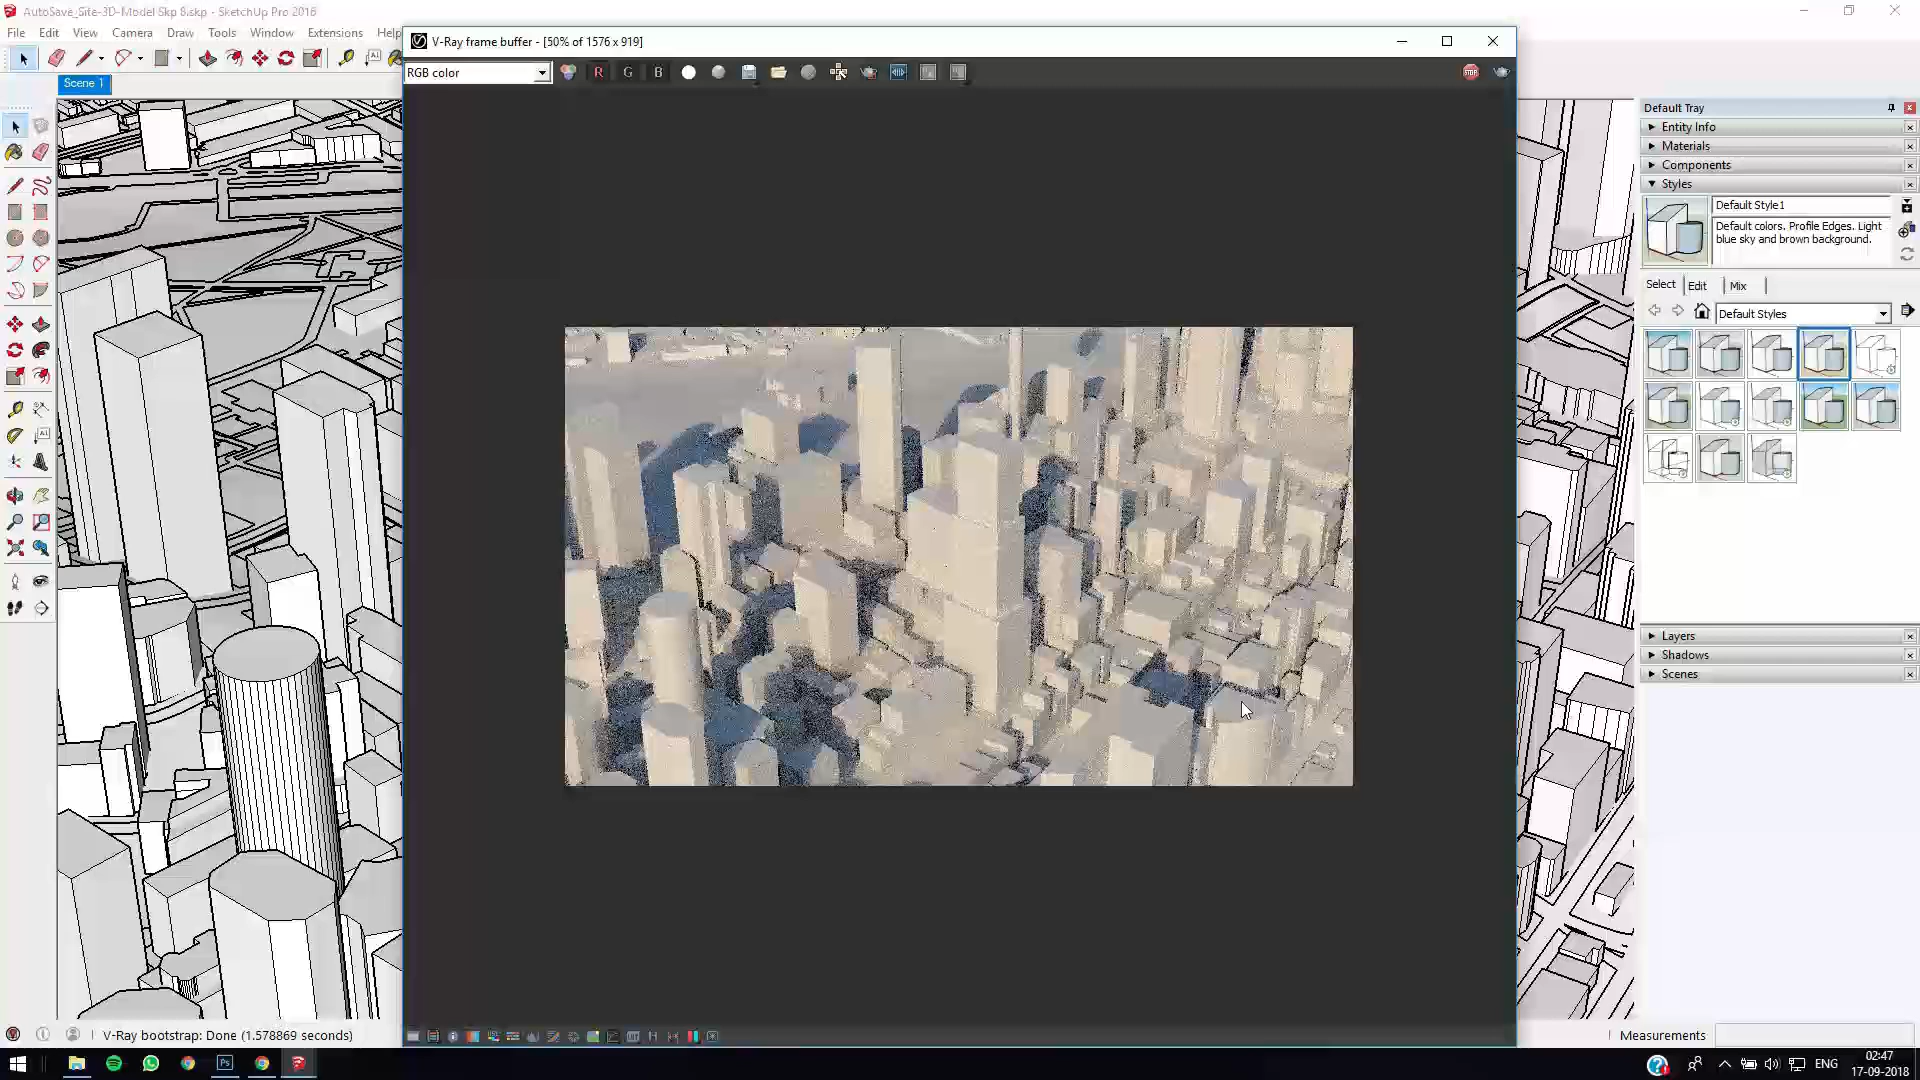 AutoSave_Site-3D-Model Skp 8.skp - SketchUp Pro 2016
File Edit View Camera Draw Tools Window Extensions Help
Scene 1
V-Ray frame buffer - [50% of 1576 x 919]
RGB color
R G B
STOP
Default Tray
Entity Info
Materials
Components
Styles
Default Style1
Default colors. Profile Edges. Light
blue sky and brown background.
Select Edit Mix
Default Styles
Layers
Shadows
Scenes
V-Ray bootstrap: Done (1.578869 seconds)
Measurements
Ps
ENG
02:47
17-09-2018